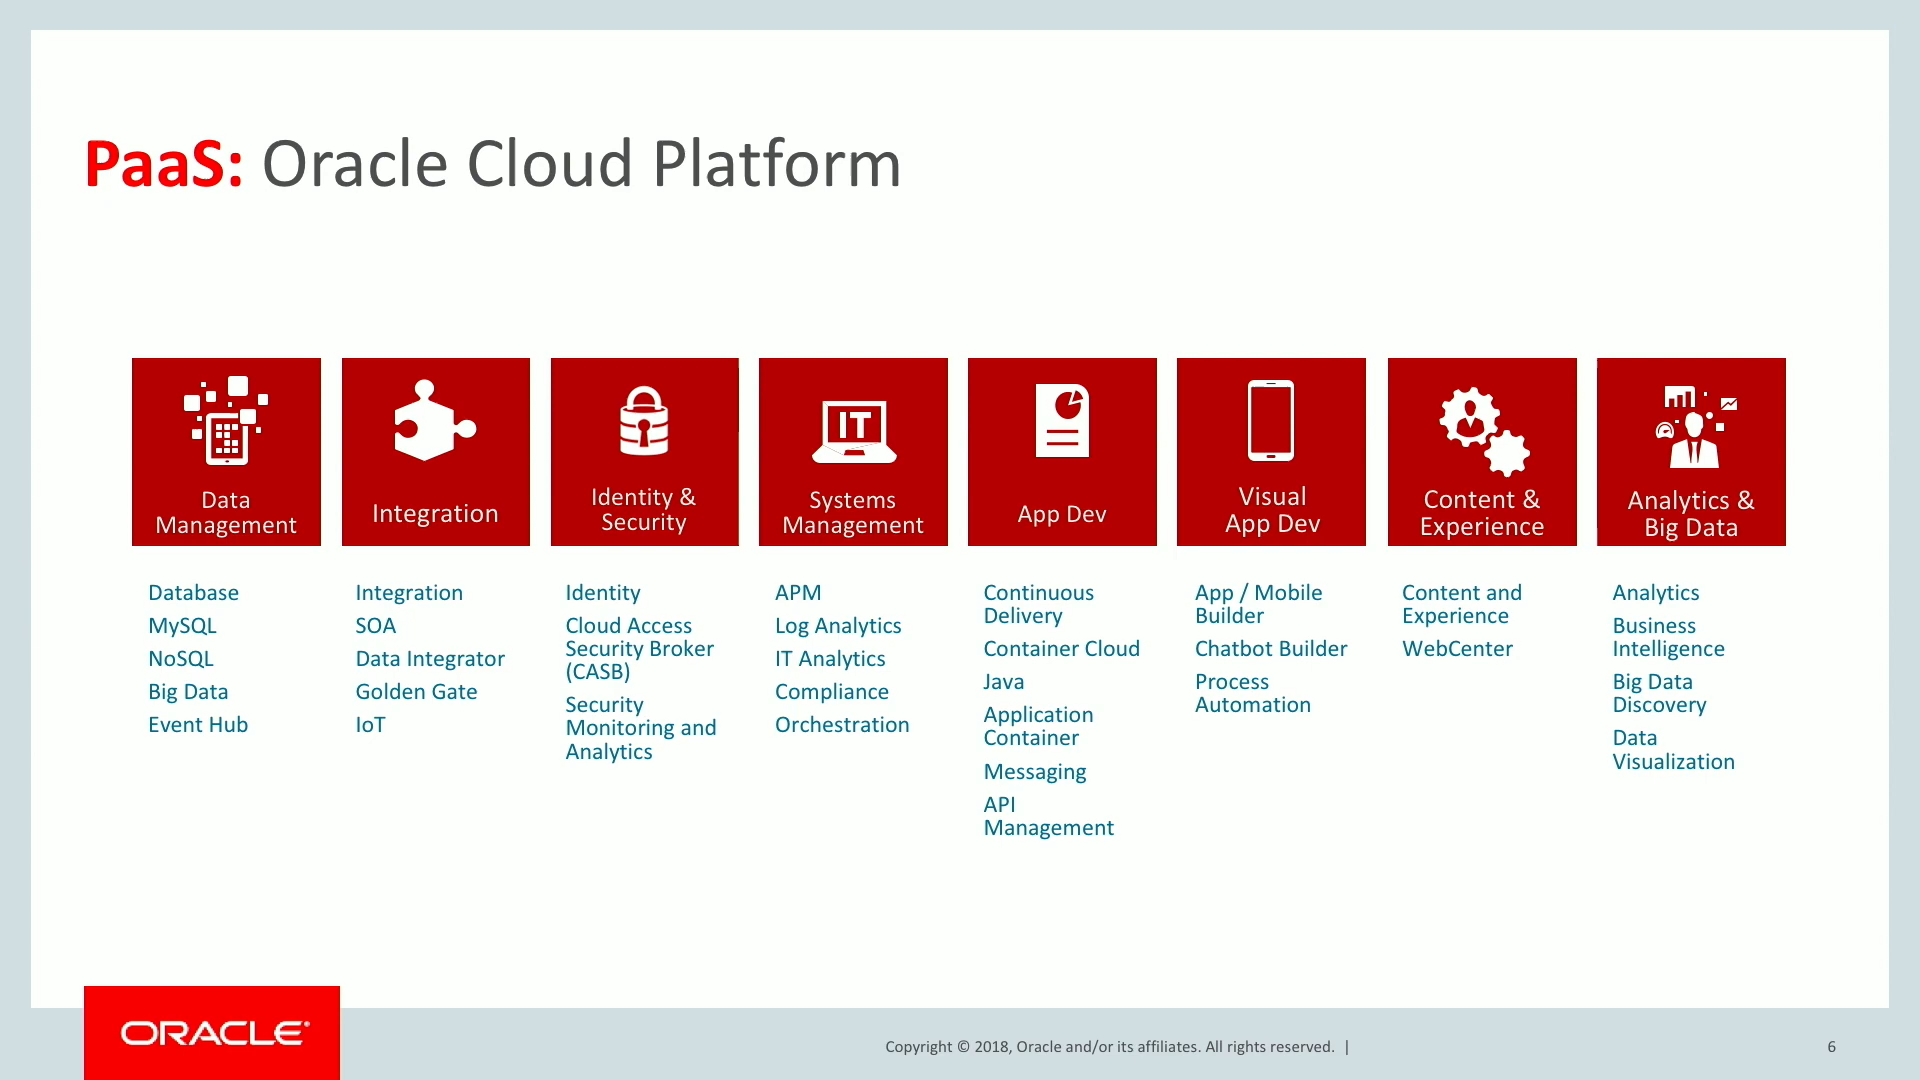 PaaS: Oracle Cloud Platform
IT
Data
Management
Integration
Identity &
Security
Systems
Management
App Dev
Visual
App Dev
Content &
Experience
Analytics &
Big Data
Database
MySQL
NoSQL
Big Data
Event Hub
Integration
SOA
Data Integrator
Golden Gate
IoT
Identity
Cloud Access
Security Broker
(CASB)
Security
Monitoring and
Analytics
APM
Log Analytics
IT Analytics
Compliance
Orchestration
Continuous
Delivery
Container Cloud
Java
Application
Container
Messaging
API
Management
App / Mobile
Builder
Chatbot Builder
Process
Automation
Content and
Experience
WebCenter
Analytics
Business
Intelligence
Big Data
Discovery
Data
Visualization
ORACLE®
Copyright © 2018, Oracle and/or its affiliates. All rights reserved. |
6